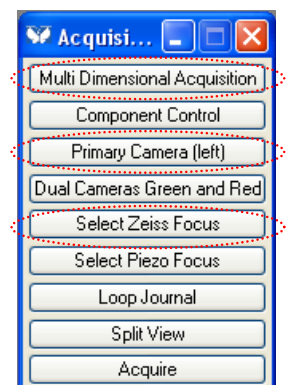 Acquisi...
Multi Dimensional Acquisition
Component Control
Primary Camera (left)
Dual Cameras Green and Red
Select Zeiss Focus
Select Piezo Focus
Loop Journal
Split View
Acquire